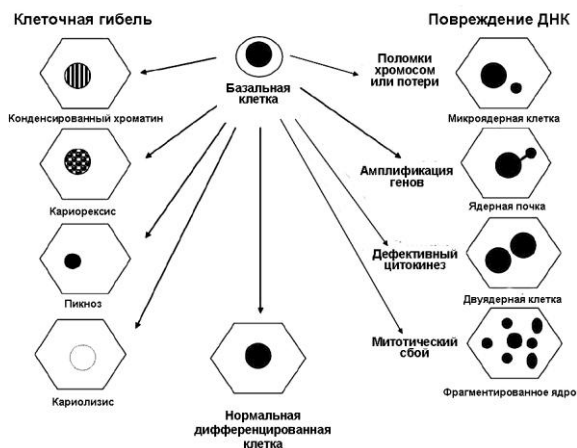 Клеточная гибель
Повреждение ДНК
Базальная
клетка
Поломки
хромосом
или потери
Конденсированный хроматин
Микроядерная клетка
Амплификация
генов
Кариорексис
Ядерная почка
Дефективный
цитокинез
Пикноз
Двуядерная клетка
Митотический
сбой
Кариолизис
Фрагментированное ядро
Нормальная
дифференцированная
клетка